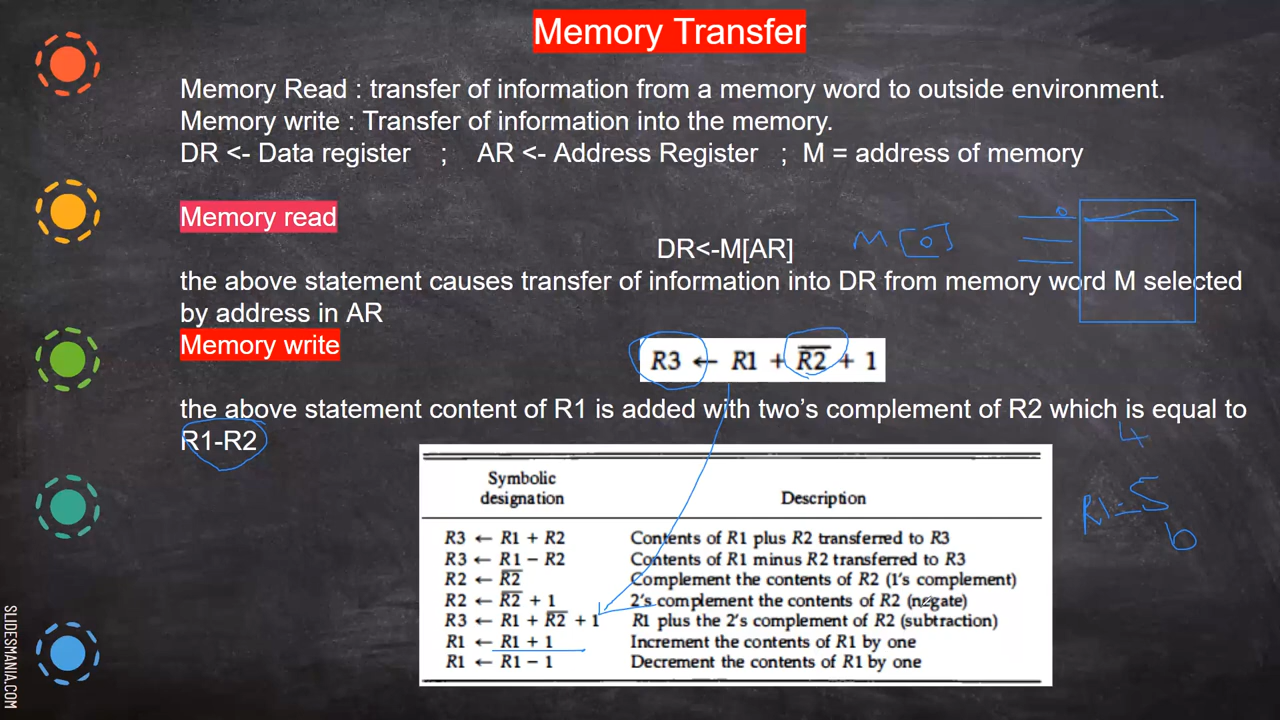 Memory Transfer
Memory Read : transfer of information from a memory word to outside environment.
Memory write : Transfer of information into the memory.
DR <- Data register ; AR <- Address Register ; M = address of memory
Memory read
DR<-M[AR]
M [0]
0
the above statement causes transfer of information into DR from memory word M selected
by address in AR
Memory write
R3 ← R1 + R̅2̅ + 1
the above statement content of R1 is added with two's complement of R2 which is equal to
R1-R2
4
R1=5
6
Symbolic
designation Description
R3 ← R1 + R2 Contents of R1 plus R2 transferred to R3
R3 ← R1 − R2 Contents of R1 minus R2 transferred to R3
R2 ← R̅2̅ Complement the contents of R2 (1's complement)
R2 ← R̅2̅ + 1 2's complement the contents of R2 (negate)
R3 ← R1 + R̅2̅ + 1 R1 plus the 2's complement of R2 (subtraction)
R1 ← R1 + 1 Increment the contents of R1 by one
R1 ← R1 − 1 Decrement the contents of R1 by one
SLIDESMANIA.COM